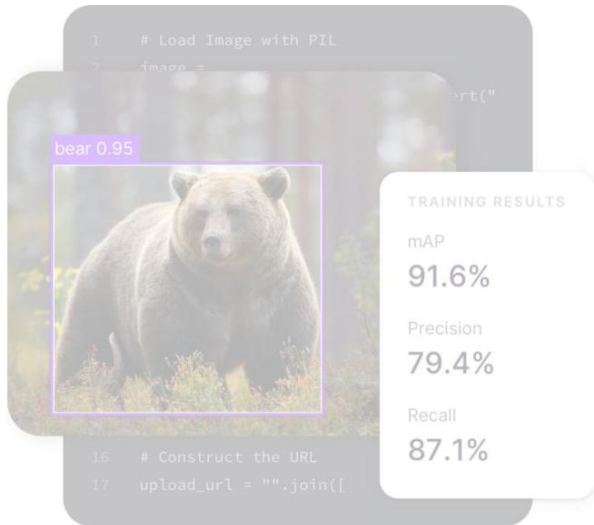 1 # Load Image with PIL
2 image =
ert("
bear 0.95
TRAINING RESULTS
mAP
91.6%
Precision
79.4%
Recall
87.1%
16 # Construct the URL
17 upload_url = "".join([